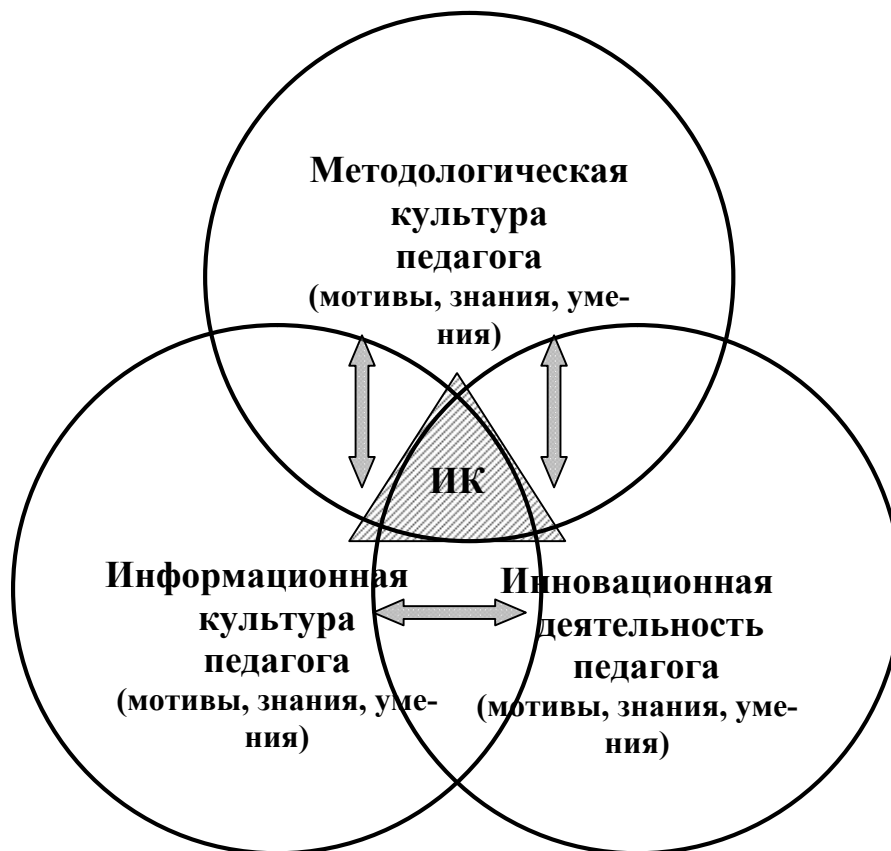 Методологическая
культура
педагога
(мотивы, знания, уме-
ния)
ИК
Информационная
культура
педагога
(мотивы, знания, уме-
ния)
Инновационная
деятельность
педагога
(мотивы, знания, уме-
ния)